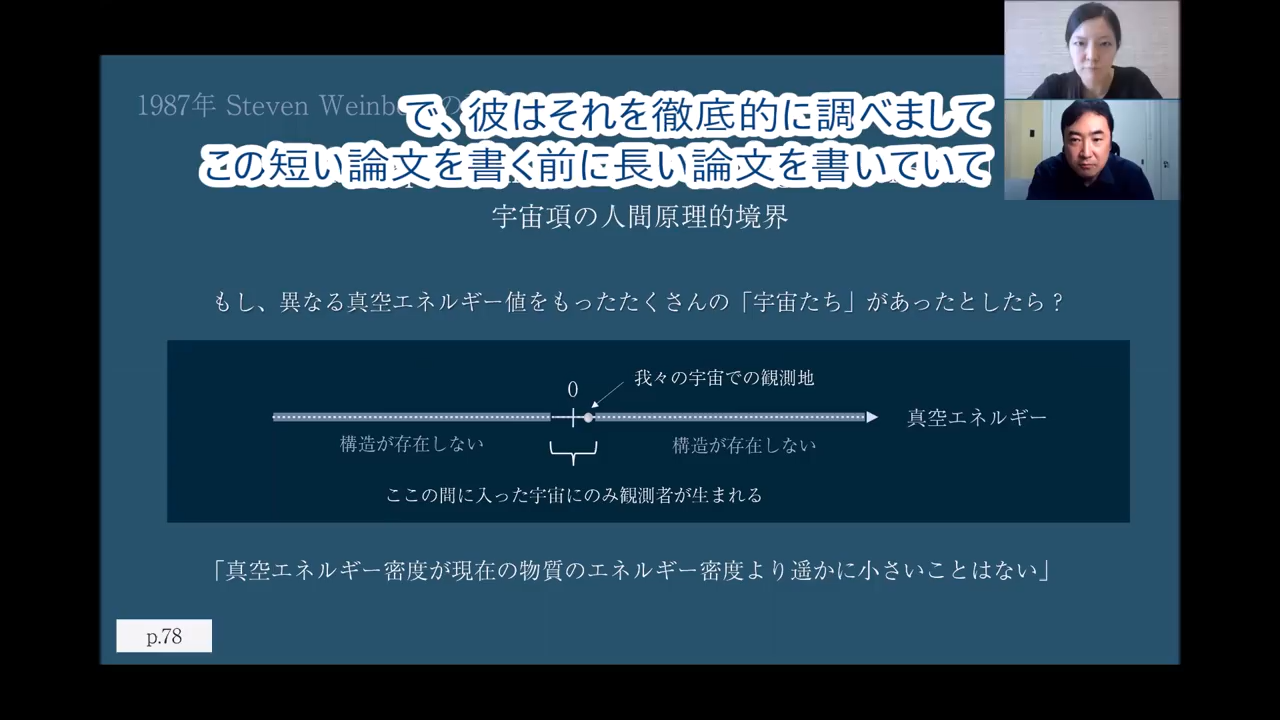 1987年 Steven Weinb
で、彼はそれを徹底的に調べまして
この短い論文を書く前に長い論文を書いていて
宇宙項の人間原理的境界
もし、異なる真空エネルギー値をもったたくさんの「宇宙たち」があったとしたら？
我々の宇宙での観測地
0
真空エネルギー
構造が存在しない
構造が存在しない
ここの間に入った宇宙にのみ観測者が生まれる
「真空エネルギー密度が現在の物質のエネルギー密度より遥かに小さいことはない」
p.78